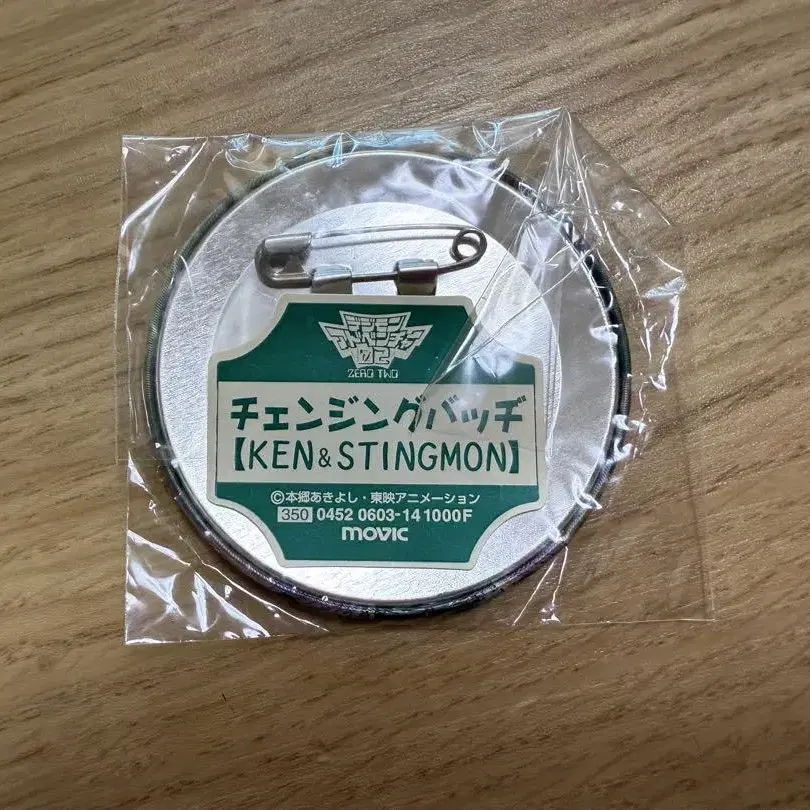 デジモン
アドベンチャー
02
ZERO TWO
チェンジングバッヂ
【KEN & STINGMON】
©本郷あきよし・東映アニメーション
350 0452 0603-14 1000F
movic